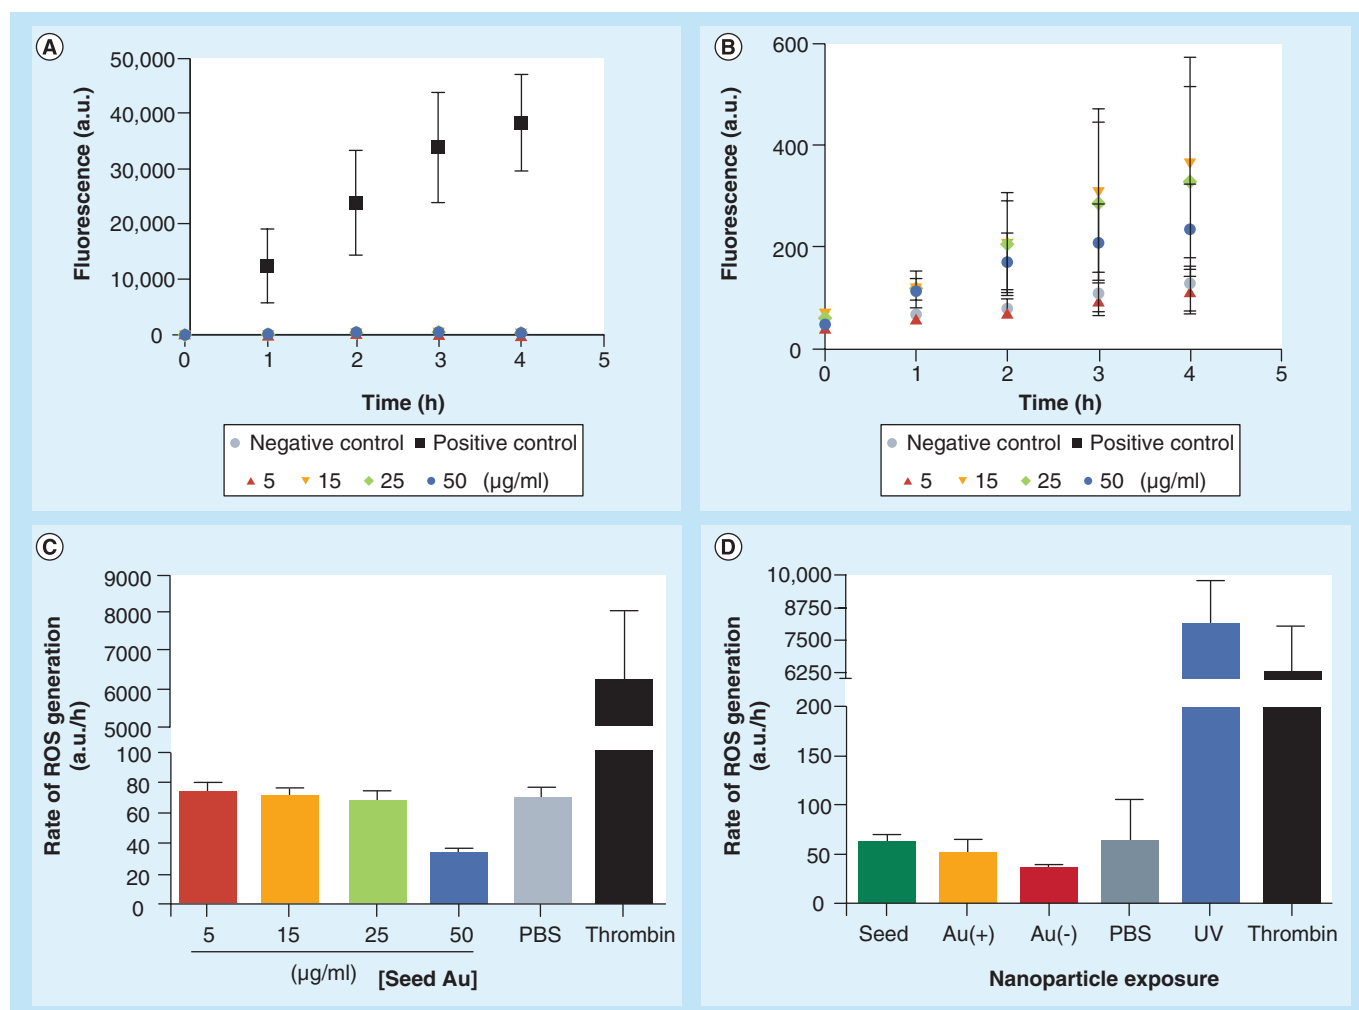 A
50,000
40,000
30,000
20,000
10,000
0
Fluorescence (a.u.)
0 1 2 3 4 5
Time (h)
Negative control Positive control
5 15 25 50 (µg/ml)
B
600
400
200
0
Fluorescence (a.u.)
0 1 2 3 4 5
Time (h)
Negative control Positive control
5 15 25 50 (µg/ml)
C
9000
8000
7000
6000
5000
100
80
60
40
20
0
Rate of ROS generation
(a.u./h)
5 15 25 50 PBS Thrombin
(µg/ml) [Seed Au]
D
10,000
8750
7500
6250
200
150
100
50
0
Rate of ROS generation
(a.u./h)
Seed Au(+) Au(-) PBS UV Thrombin
Nanoparticle exposure